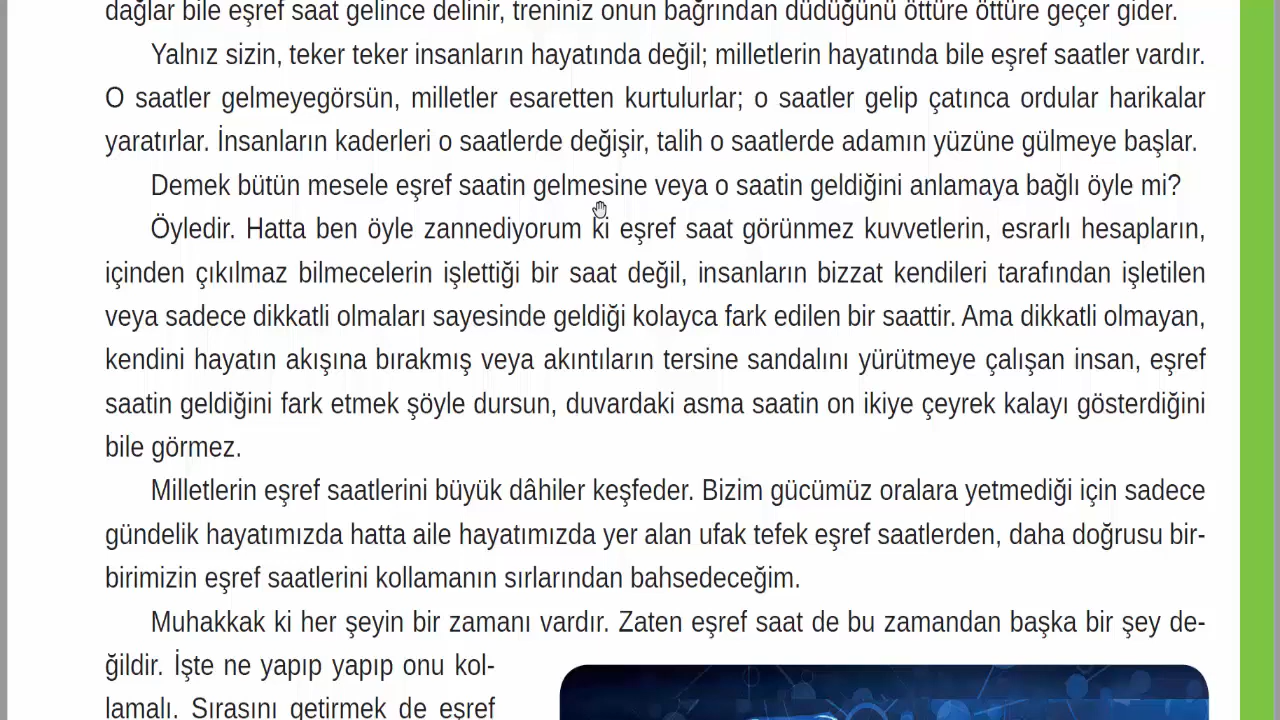 dağlar bile eşref saat gelince delinir, treniniz onun bağrından düdüğünü öttüre öttüre geçer gider.
Yalnız sizin, teker teker insanların hayatında değil; milletlerin hayatında bile eşref saatler vardır.
O saatler gelmeyegörsün, milletler esaretten kurtulurlar; o saatler gelip çatınca ordular harikalar
yaratırlar. İnsanların kaderleri o saatlerde değişir, talih o saatlerde adamın yüzüne gülmeye başlar.
Demek bütün mesele eşref saatin gelmesine veya o saatin geldiğini anlamaya bağlı öyle mi?
Öyledir. Hatta ben öyle zannediyorum ki eşref saat görünmez kuvvetlerin, esrarlı hesapların,
içinden çıkılmaz bilmecelerin işlettiği bir saat değil, insanların bizzat kendileri tarafından işletilen
veya sadece dikkatli olmaları sayesinde geldiği kolayca fark edilen bir saattir. Ama dikkatli olmayan,
kendini hayatın akışına bırakmış veya akıntıların tersine sandalını yürütmeye çalışan insan, eşref
saatin geldiğini fark etmek şöyle dursun, duvardaki asma saatin on ikiye çeyrek kalayı gösterdiğini
bile görmez.
Milletlerin eşref saatlerini büyük dâhiler keşfeder. Bizim gücümüz oralara yetmediği için sadece
gündelik hayatımızda hatta aile hayatımızda yer alan ufak tefek eşref saatlerden, daha doğrusu bir-
birimizin eşref saatlerini kollamanın sırlarından bahsedeceğim.
Muhakkak ki her şeyin bir zamanı vardır. Zaten eşref saat de bu zamandan başka bir şey de-
ğildir. İşte ne yapıp yapıp onu kol-
lamalı. Sırasını getirmek de eşref